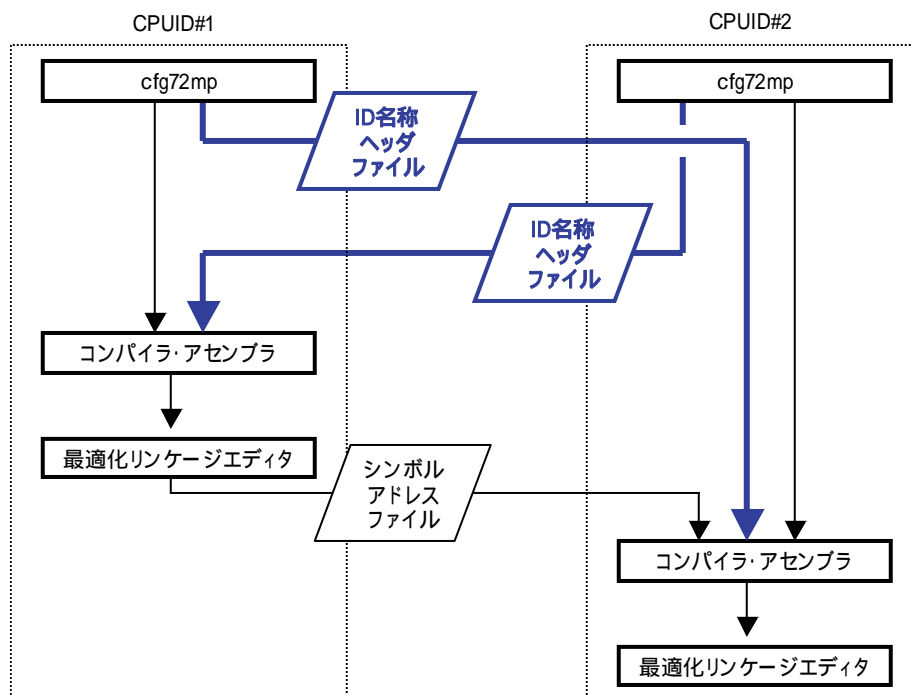 CPUID#1
CPUID#2
cfg72mp
cfg72mp
ID名称
ヘッダ
ファイル
ID名称
ヘッダ
ファイル
コンパイラ・アセンブラ
最適化リンケージエディタ
シンボル
アドレス
ファイル
コンパイラ・アセンブラ
最適化リンケージエディタ